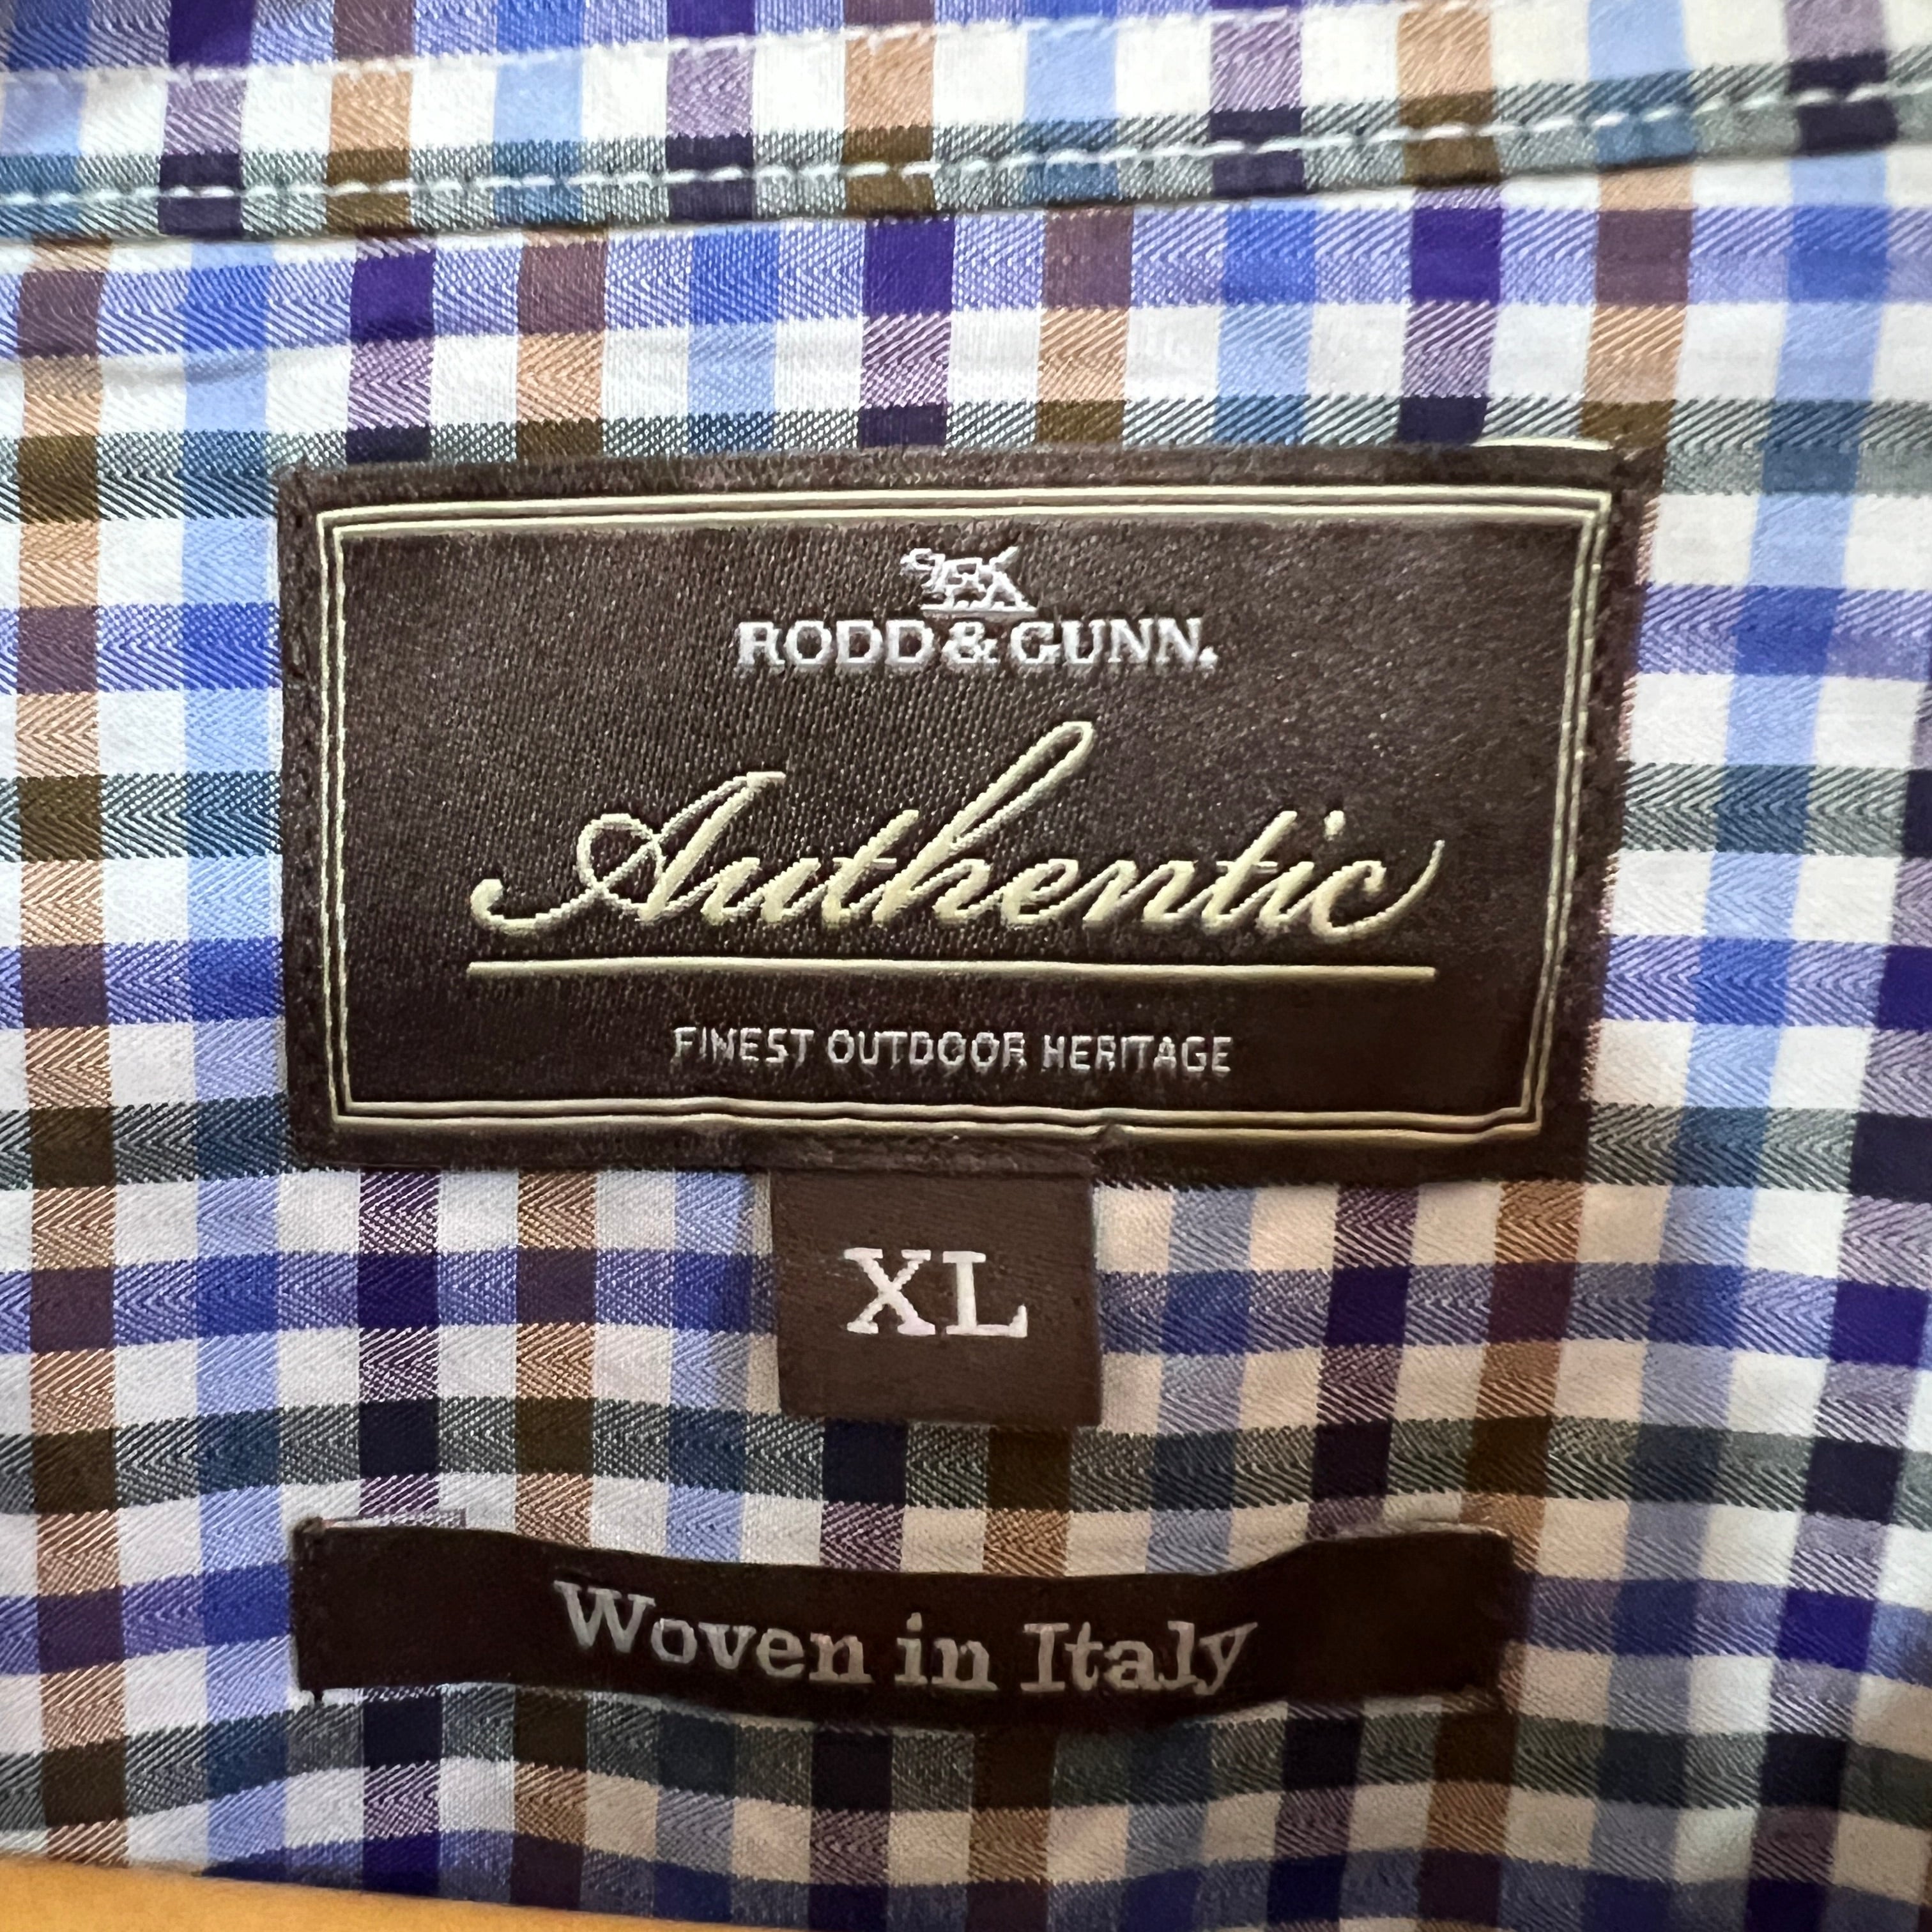 RODD & GUNN.
Authentic
FINEST OUTDOOR HERITAGE
XL
Woven in Italy